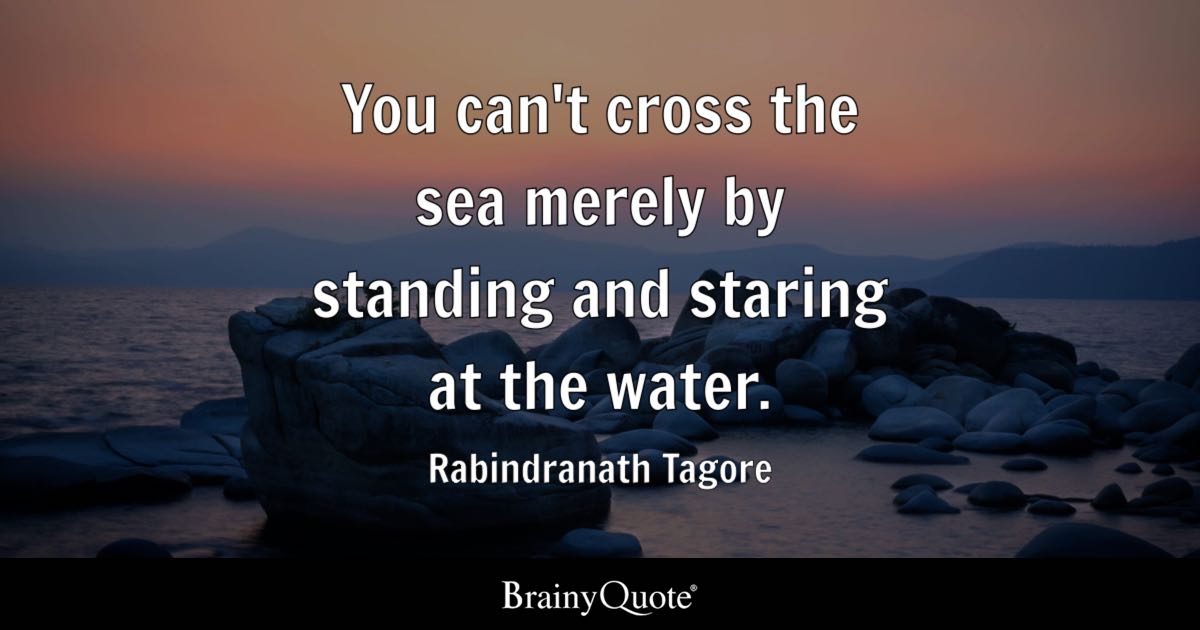 You can't cross the
sea merely by
standing and staring
at the water.
Rabindranath Tagore
BrainyQuote®